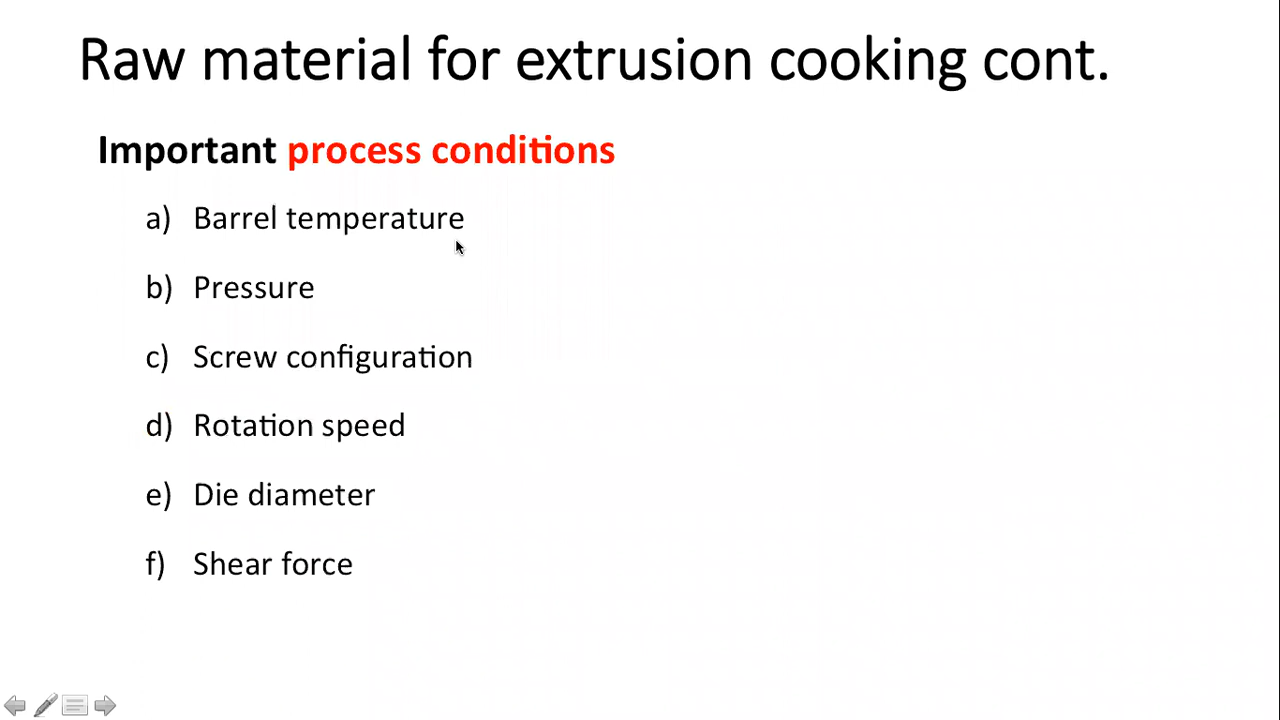 Raw material for extrusion cooking cont.
Important process conditions
a) Barrel temperature
b) Pressure
c) Screw configuration
d) Rotation speed
e) Die diameter
f) Shear force